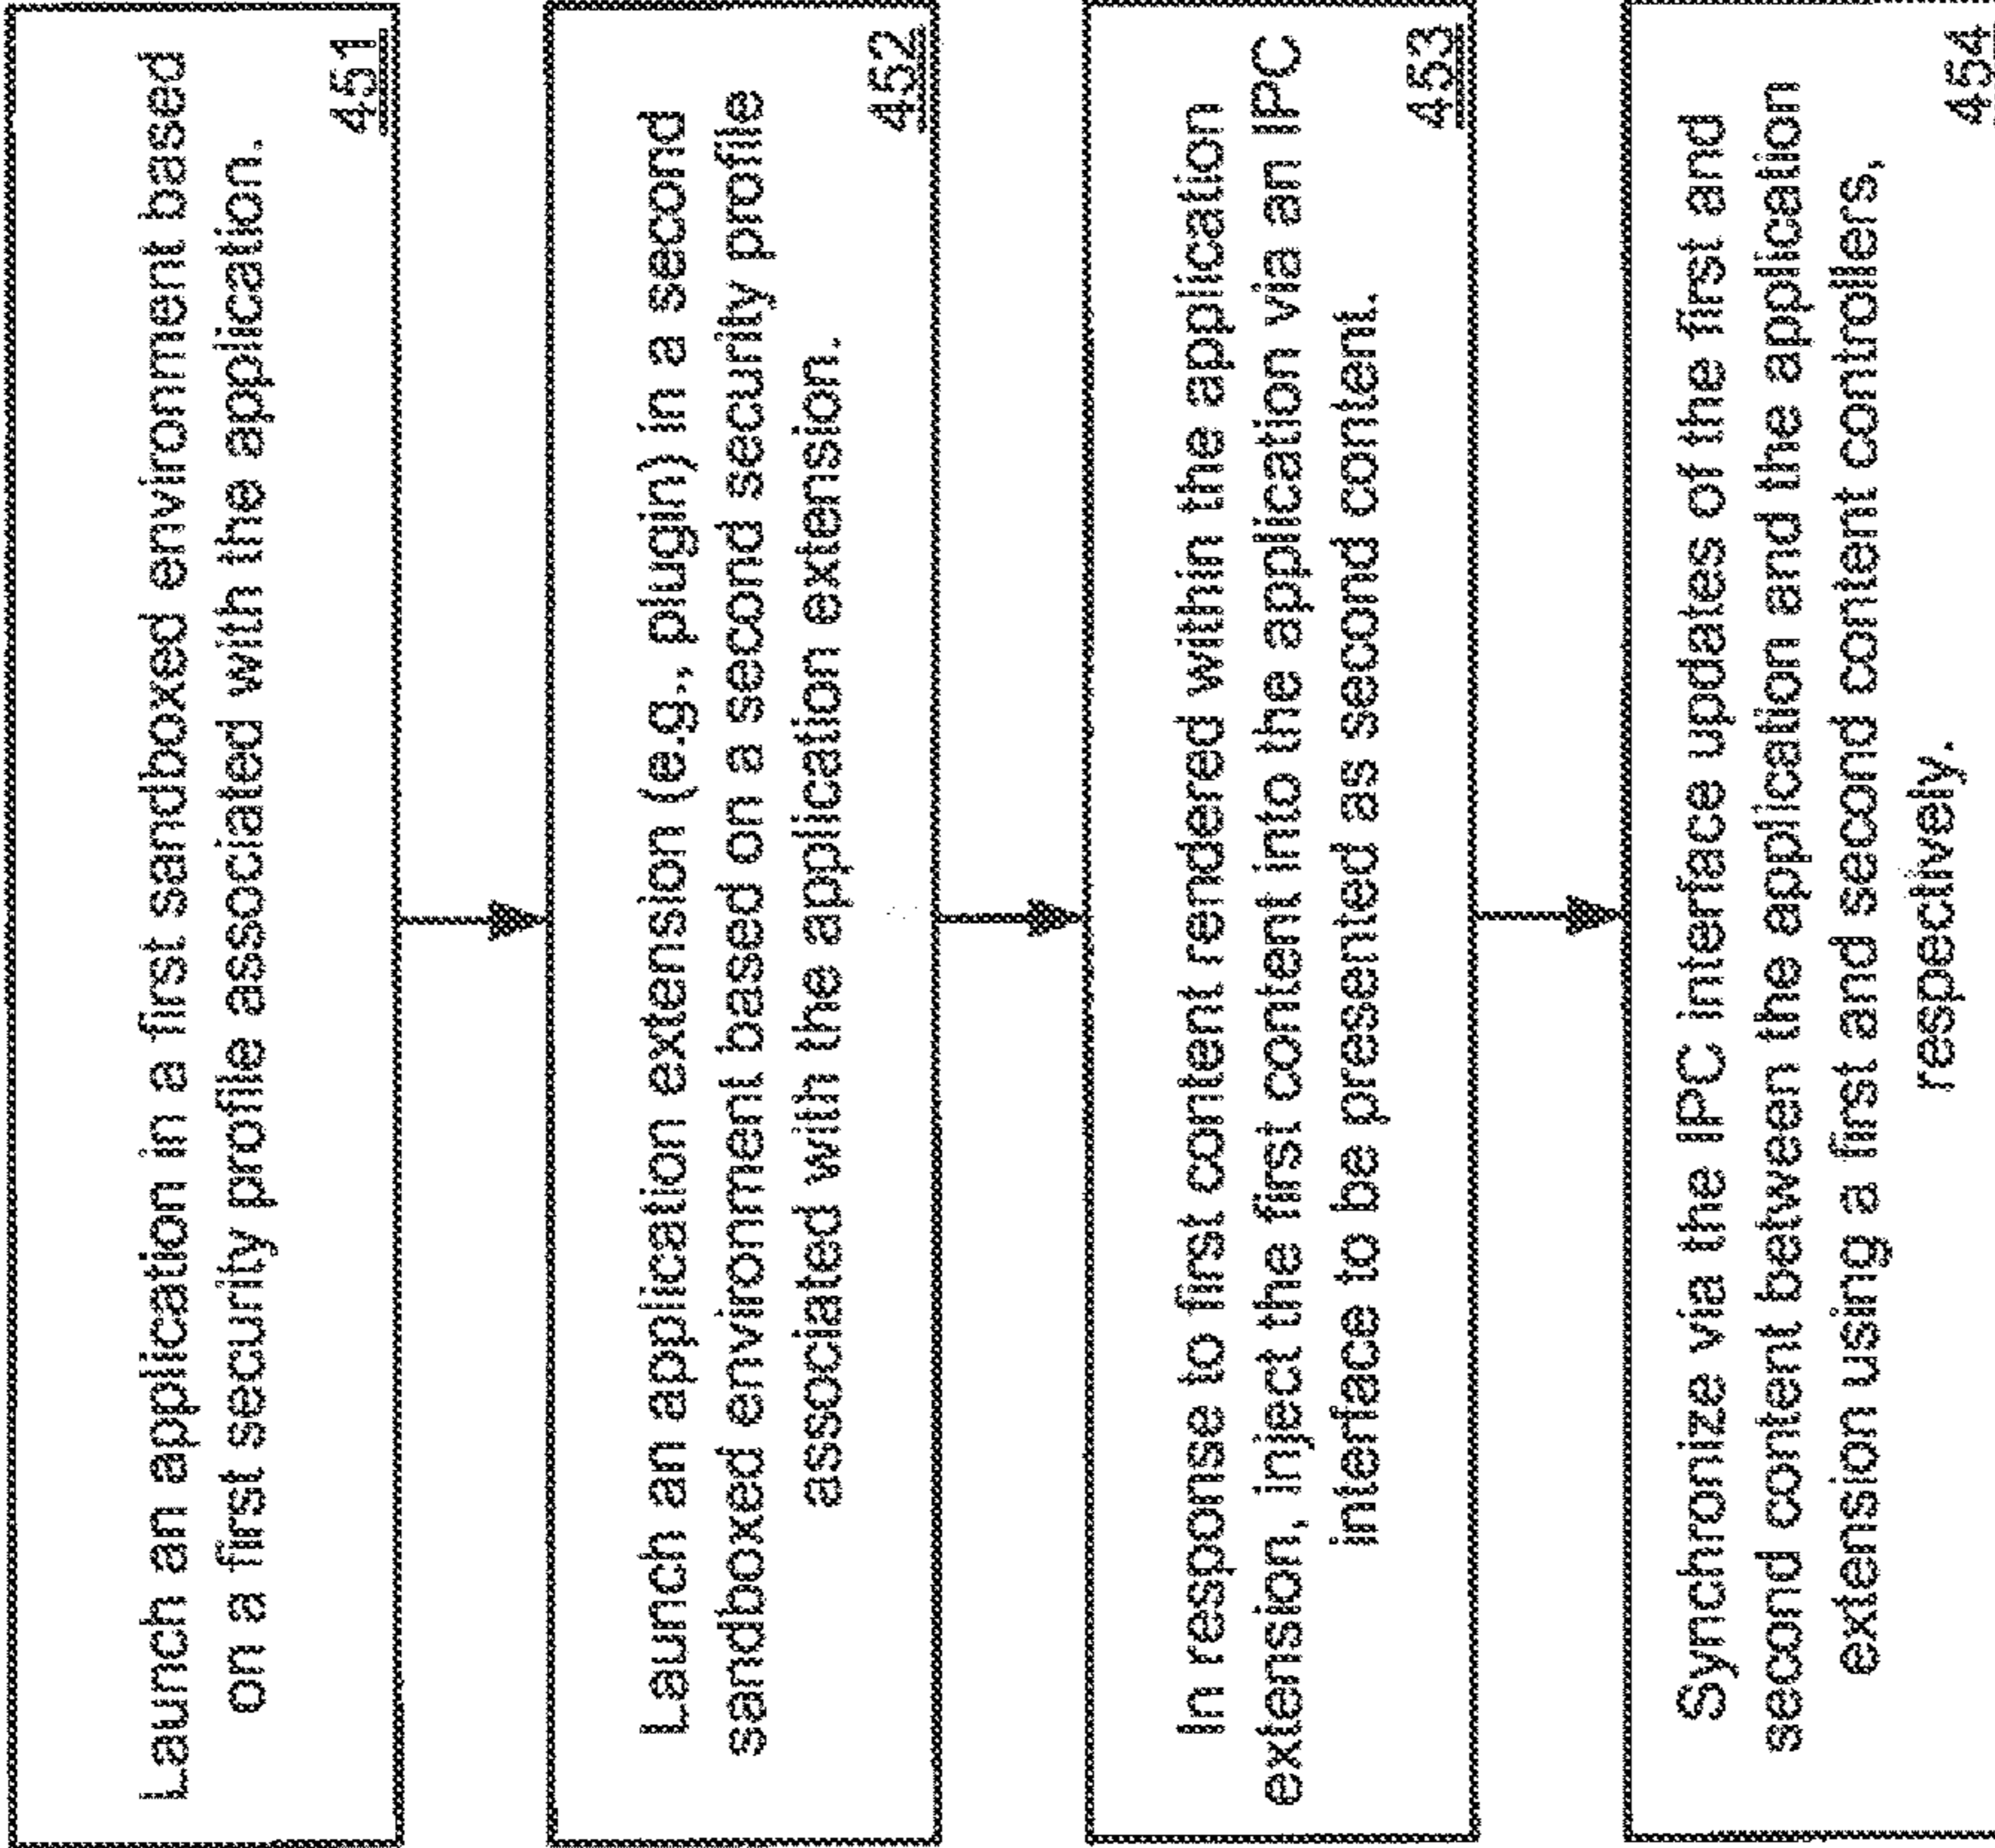 Launch an application in a first sandboxed environment based
on a first security profile associated with the application.
451
Launch an application extension (e.g., plugin) in a second
sandboxed environment based on a second security profile
associated with the application extension.
452
In response to first content rendered within the application
extension, inject the first content into the application via an IPC
interface to be presented as second content.
453
Synchronize via the IPC interface updates of the first and
second content between the application and the application
extension using a first and second content controllers,
respectively.
454